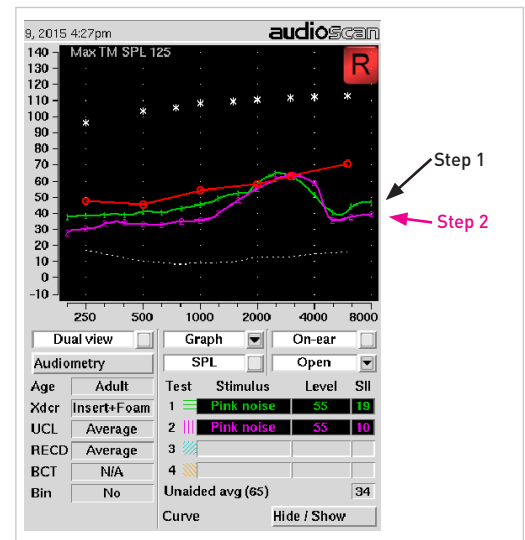 9, 2015 4:27pm audioscan
140 Max TM SPL 125
R
130
120
110
100
90
80
70
60
50
40
30
20
10
0
-10
250 500 1000 2000 4000 8000
Step 1
Step 2
Dual view Graph On-ear
Audiometry SPL Open
Age Adult Test Stimulus Level SII
Xdcr Insert+Foam 1 Pink noise 55 19
UCL Average 2 Pink noise 55 10
RECD Average 3
BCT N/A 4
Bin No Unaided avg (65) 34
Curve Hide / Show